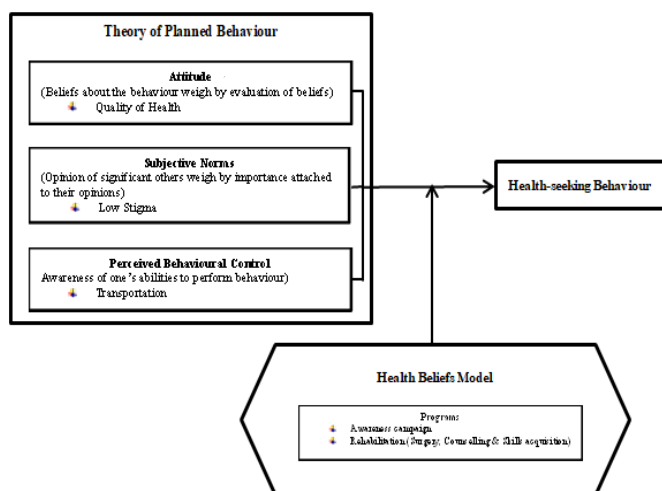 Theory of Planned Behaviour
Attitude
(Beliefs about the behaviour weigh by evaluation of beliefs)
Quality of Health
Subjective Norms
(Opinion of significant others weigh by importance attached
to their opinions)
Low Stigma
Perceived Behavioural Control
Awareness of one's abilities to perform behaviour)
Transportation
Health-seeking Behaviour
Health Beliefs Model
Programs
Awareness campaign
Rehabilitation (Surgery, Counselling & Skills acquisition)